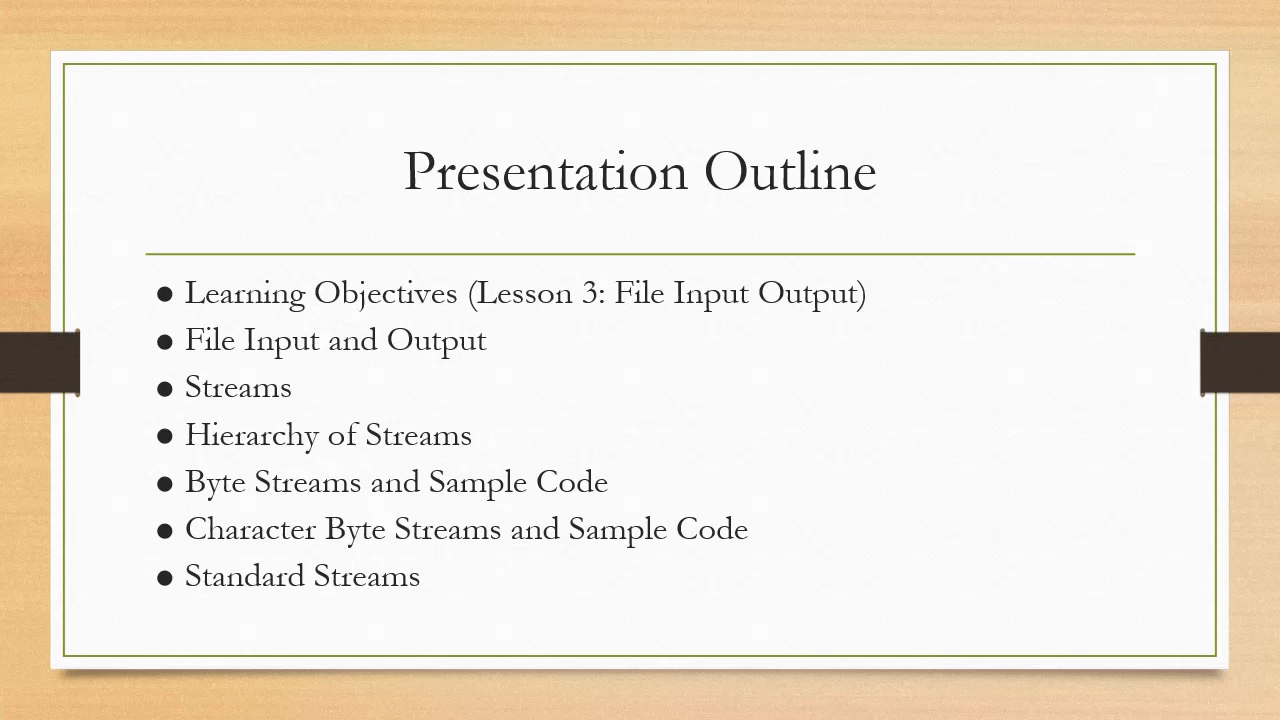 Presentation Outline
● Learning Objectives (Lesson 3: File Input Output)
● File Input and Output
● Streams
● Hierarchy of Streams
● Byte Streams and Sample Code
● Character Byte Streams and Sample Code
● Standard Streams